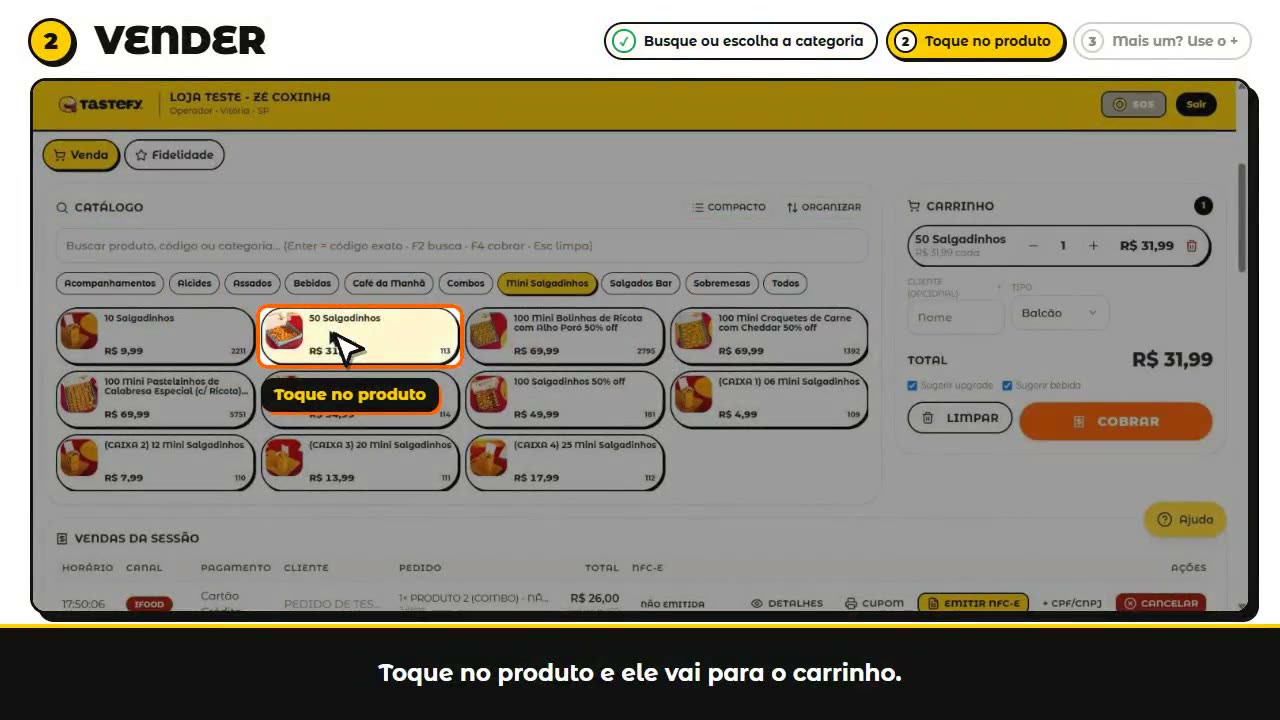 2
VENDER
✓ Busque ou escolha a categoria
2 Toque no produto
3 Mais um? Use o +
TASTEFY.
LOJA TESTE - ZÉ COXINHA
Operador · Vitória · SP
SOS
Sair
Venda
Fidelidade
CATÁLOGO
COMPACTO
ORGANIZAR
Buscar produto, código ou categoria... (Enter = código exato · F2 busca · F4 cobrar · Esc limpa)
Acompanhamentos
Alcides
Assados
Bebidas
Café da Manhã
Combos
Mini Salgadinhos
Salgados Bar
Sobremesas
Todos
10 Salgadinhos
R$ 9,99
2211
50 Salgadinhos
113
100 Mini Bolinhas de Ricota
com Alho Poró 50% off
R$ 69,99
2795
100 Mini Croquetes de Carne
com Cheddar 50% off
R$ 69,99
1392
100 Mini Pastelzinhos de
Calabresa Especial (c/ Ricota)...
R$ 69,99
5751
Toque no produto
114
100 Salgadinhos 50% off
R$ 49,99
181
(CAIXA 1) 06 Mini Salgadinhos
R$ 4,99
109
(CAIXA 2) 12 Mini Salgadinhos
R$ 7,99
110
(CAIXA 3) 20 Mini Salgadinhos
R$ 13,99
111
(CAIXA 4) 25 Mini Salgadinhos
R$ 17,99
112
CARRINHO
1
50 Salgadinhos
R$ 31,99 cada
− 1 +
R$ 31,99
CLIENTE
(OPCIONAL)
TIPO
Nome
Balcão
TOTAL
R$ 31,99
Sugerir upgrade
Sugerir bebida
LIMPAR
COBRAR
Ajuda
VENDAS DA SESSÃO
HORÁRIO CANAL PAGAMENTO CLIENTE PEDIDO TOTAL NFC-E AÇÕES
17:50:06
IFOOD
Cartão
Crédito
PEDIDO DE TES...
1× PRODUTO 2 (COMBO) - NÃ...
R$ 26,00
NÃO EMITIDA
DETALHES
CUPOM
EMITIR NFC-E
+ CPF/CNPJ
CANCELAR
Toque no produto e ele vai para o carrinho.